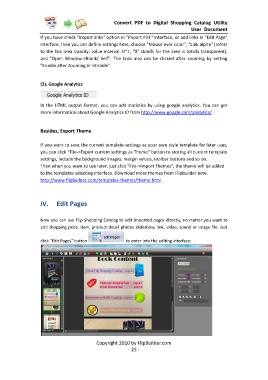 Convert PDF to Digital Shopping Catalog Utility
User Document
If you have check "Import links" option in "Import PDF" interface, or add links in "Edit Page"
interface, then you can define settings here, choose "Mouse over color", "Link alpha" (refers
to the link area opacity, value interval: 0~1, "0" stands for the area is totally transparent),
and "Open Window->Blank/ Self". The links also can be clicked after zooming by setting
"Enable after Zooming in->Enable".
(3). Google Analytics
Google Analytics ID
In the HTML output format, you can add statistics by using google analytics. You can get
more information about Google Analytics ID from http://www.google.com/analytics/ .
Besides, Export Theme
If you want to save the current template settings as your own style template for later uses,
you can click "File->Export current settings as Theme" button to storing all current template
settings, include the background images, margin values, toolbar buttons and so on.
Then when you want to use later, just click "File->Import Themes", the theme will be added
to the templates selecting interface. Download more themes from FlipBuilder now:
http://www.flipbuilder.com/templates-themes/theme.html .
IV. Edit Pages
Now you can use Flip Shopping Catalog to edit imported pages directly, no matter you want to
add shopping price, item, product detail photos slideshow, link, video, sound or image file. Just
click "Edit Pages" button Edit Pages to enter into the editing interface:
Book Content
Copyright 2010 by FlipBuilder.com
- 25 -